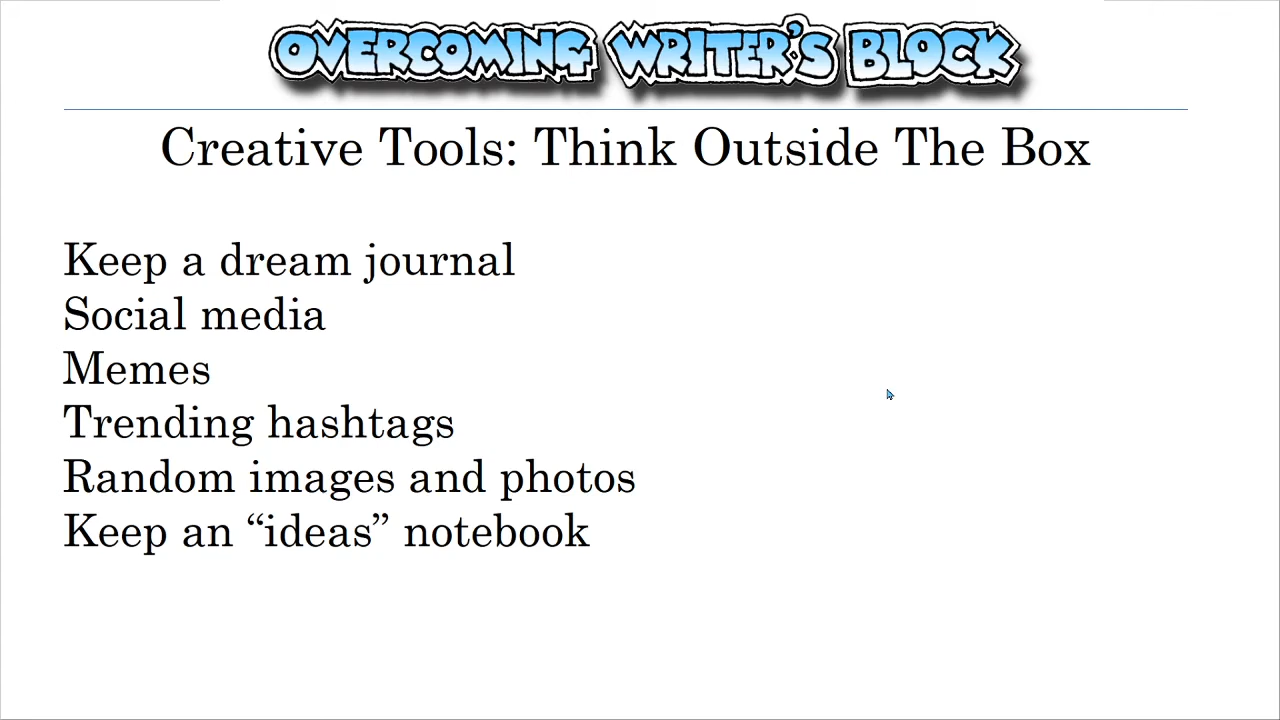 OVERCOMING WRITER'S BLOCK
Creative Tools: Think Outside The Box
Keep a dream journal
Social media
Memes
Trending hashtags
Random images and photos
Keep an “ideas” notebook